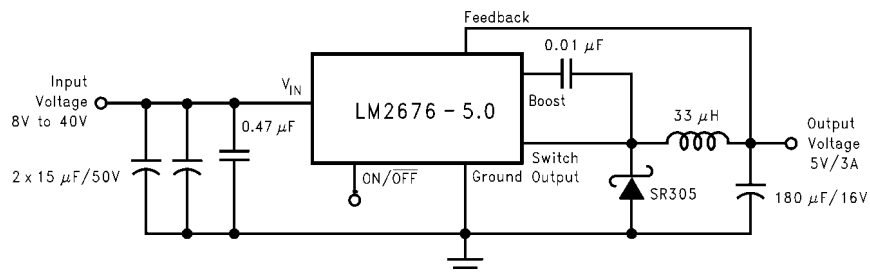 Feedback
0.01 μF
Input
Voltage
8V to 40V
VIN
LM2676 - 5.0
Boost
0.47 μF
33 μH
Output
Voltage
5V/3A
2 x 15 μF/50V
ON/OFF
Ground
Switch
Output
SR305
180 μF/16V